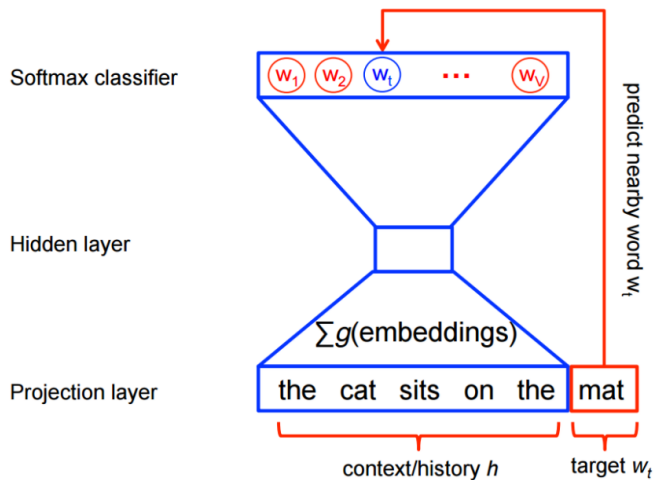 Softmax classifier
w1 w2 wt ... wV
predict nearby word wt
Hidden layer
∑g(embeddings)
Projection layer
the cat sits on the mat
context/history h
target wt